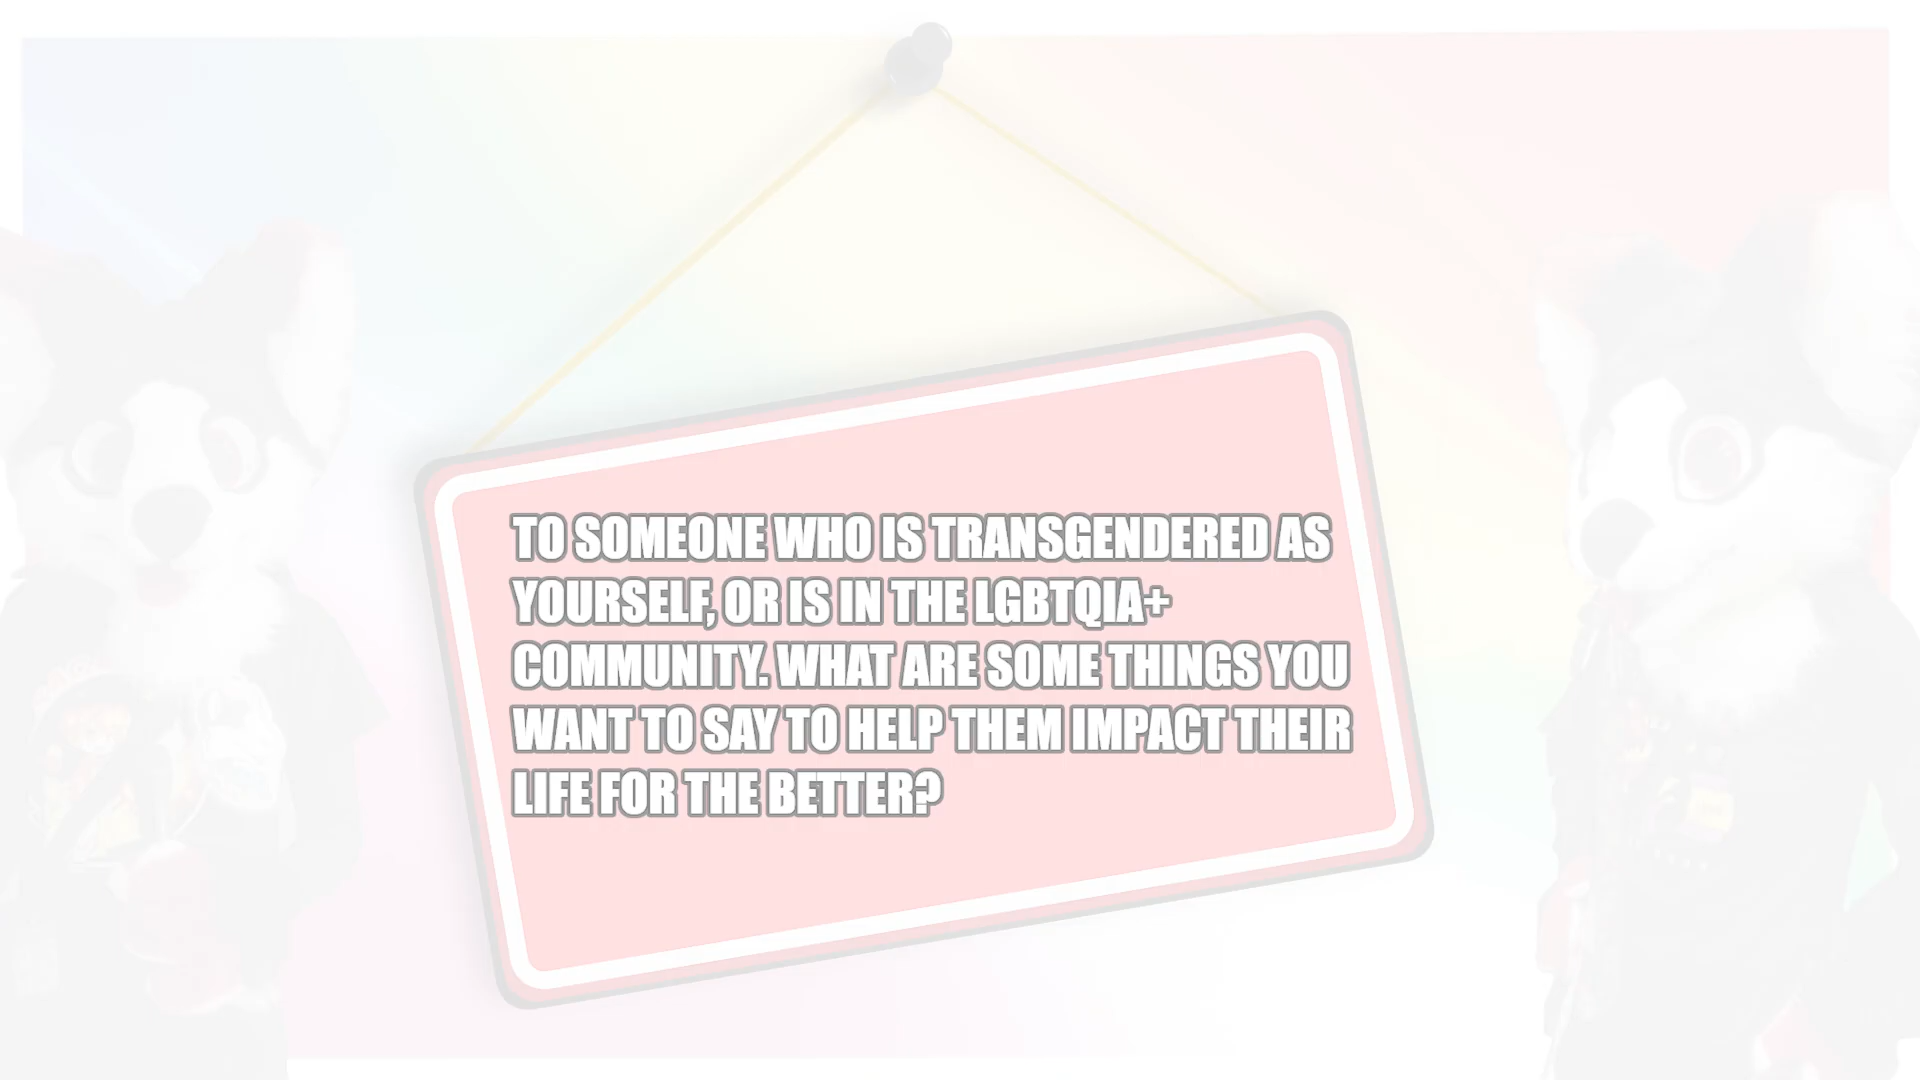 TO SOMEONE WHO IS TRANSGENDERED AS
YOURSELF, OR IS IN THE LGBTQIA+
COMMUNITY. WHAT ARE SOME THINGS YOU
WANT TO SAY TO HELP THEM IMPACT THEIR
LIFE FOR THE BETTER?